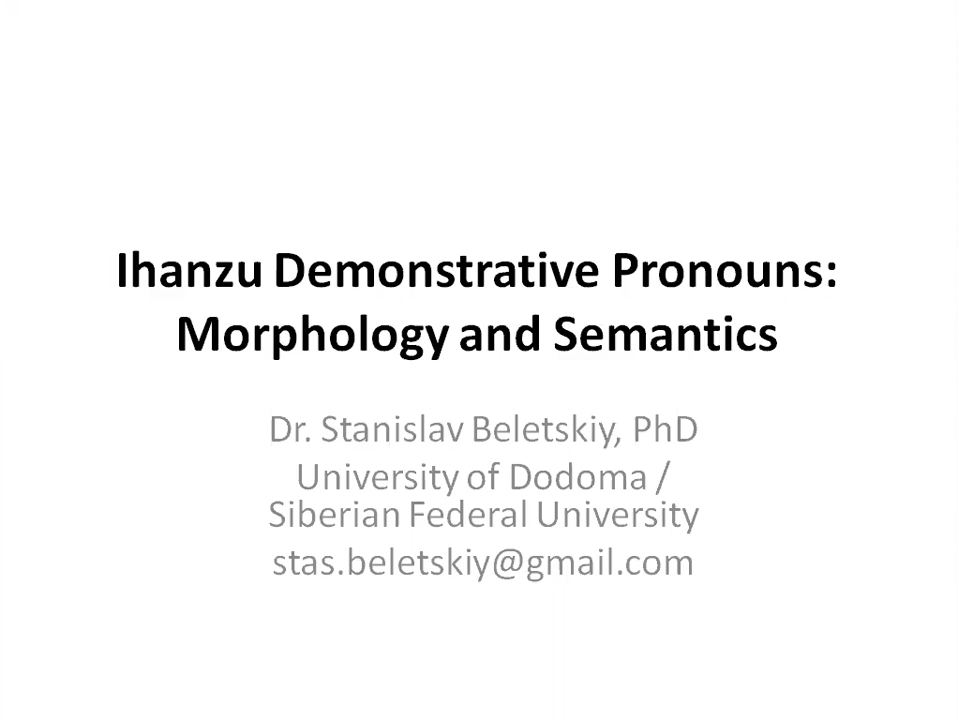 Ihanzu Demonstrative Pronouns:
Morphology and Semantics
Dr. Stanislav Beletskiy, PhD
University of Dodoma /
Siberian Federal University
stas.beletskiy@gmail.com